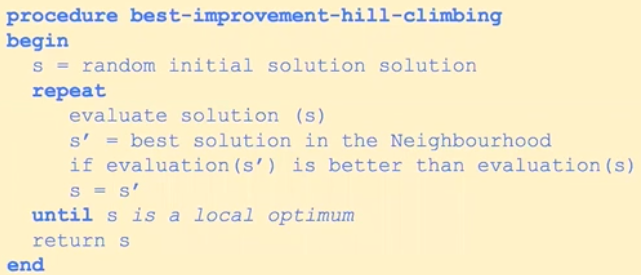 procedure best-improvement-hill-climbing
begin
s = random initial solution solution
repeat
evaluate solution (s)
s’ = best solution in the Neighbourhood
if evaluation(s’) is better than evaluation(s)
s = s’
until s is a local optimum
return s
end